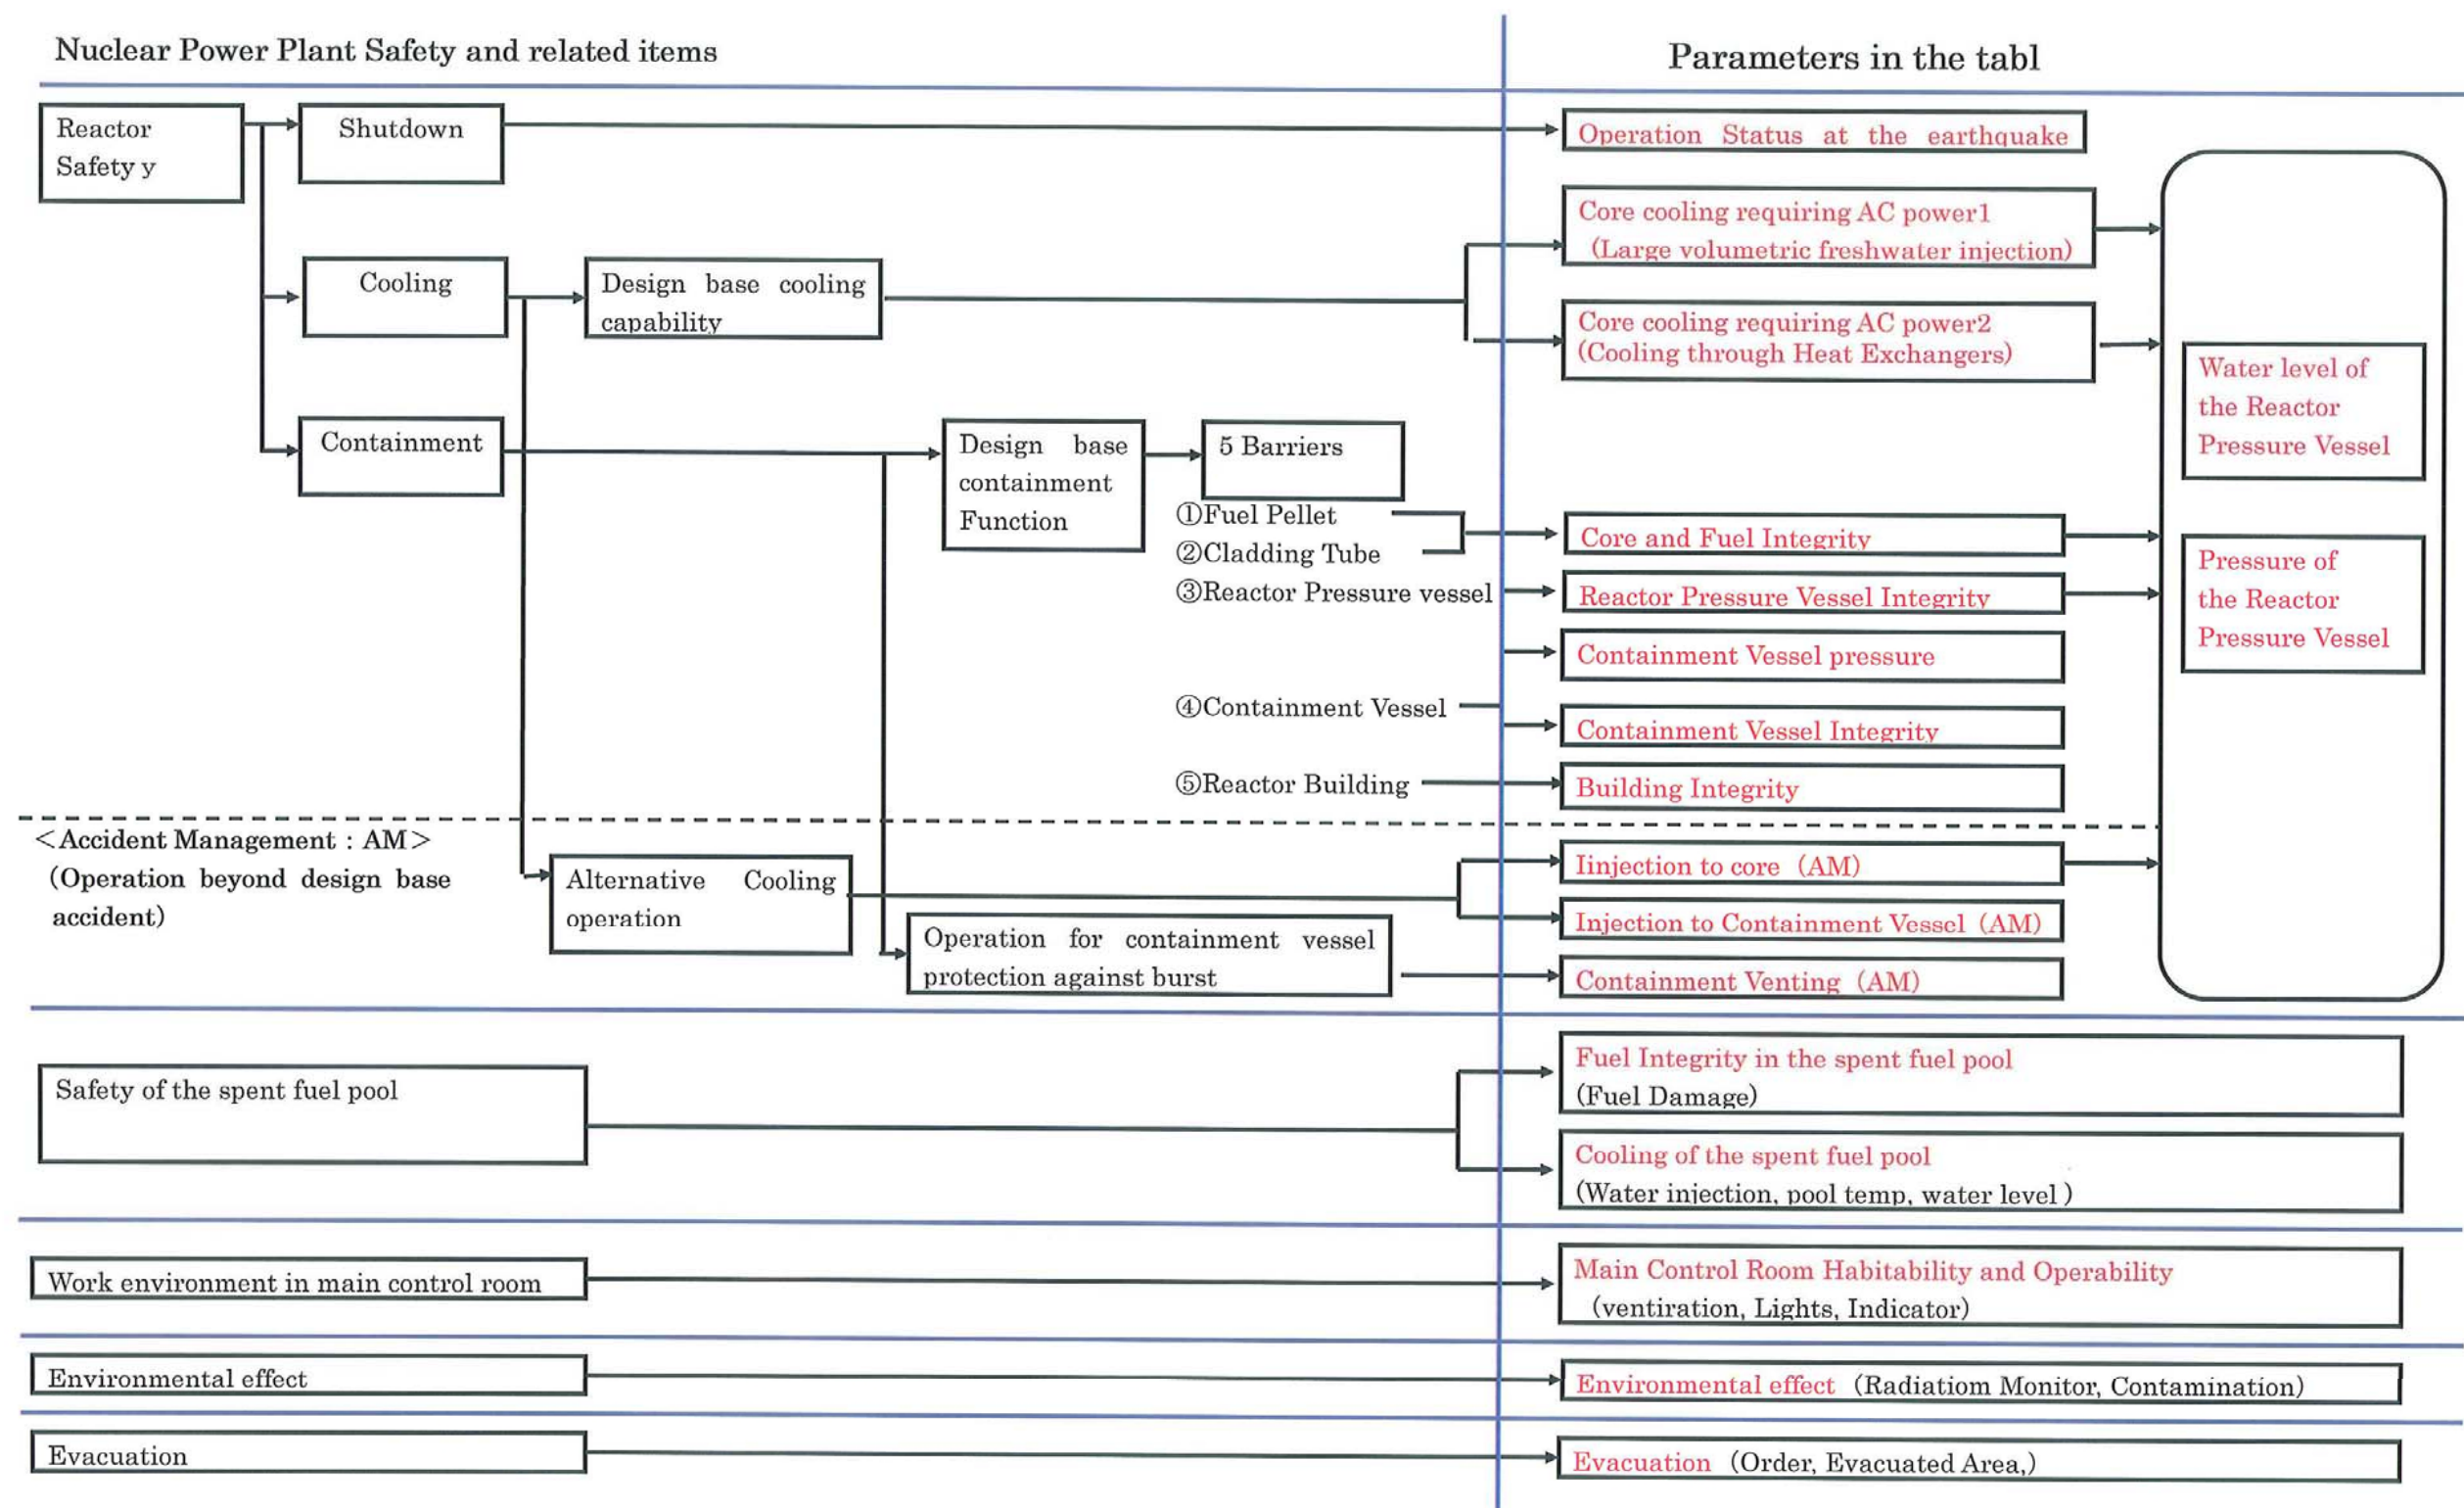 Nuclear Power Plant Safety and related items
Parameters in the tabl
Reactor
Safety y
Shutdown
Operation Status at the earthquake
Cooling
Design base cooling
capability
Core cooling requiring AC power1
(Large volumetric freshwater injection)
Core cooling requiring AC power2
(Cooling through Heat Exchangers)
Water level of
the Reactor
Pressure Vessel
Pressure of
the Reactor
Pressure Vessel
Containment
Design base
containment
Function
5 Barriers
①Fuel Pellet
②Cladding Tube
③Reactor Pressure vessel
④Containment Vessel
⑤Reactor Building
Core and Fuel Integrity
Reactor Pressure Vessel Integrity
Containment Vessel pressure
Containment Vessel Integrity
Building Integrity
<Accident Management : AM>
(Operation beyond design base
accident)
Alternative Cooling
operation
Operation for containment vessel
protection against burst
Iinjection to core (AM)
Injection to Containment Vessel (AM)
Containment Venting (AM)
Safety of the spent fuel pool
Fuel Integrity in the spent fuel pool
(Fuel Damage)
Cooling of the spent fuel pool
(Water injection, pool temp, water level )
Work environment in main control room
Main Control Room Habitability and Operability
(ventiration, Lights, Indicator)
Environmental effect
Environmental effect (Radiatiom Monitor, Contamination)
Evacuation
Evacuation (Order, Evacuated Area,)